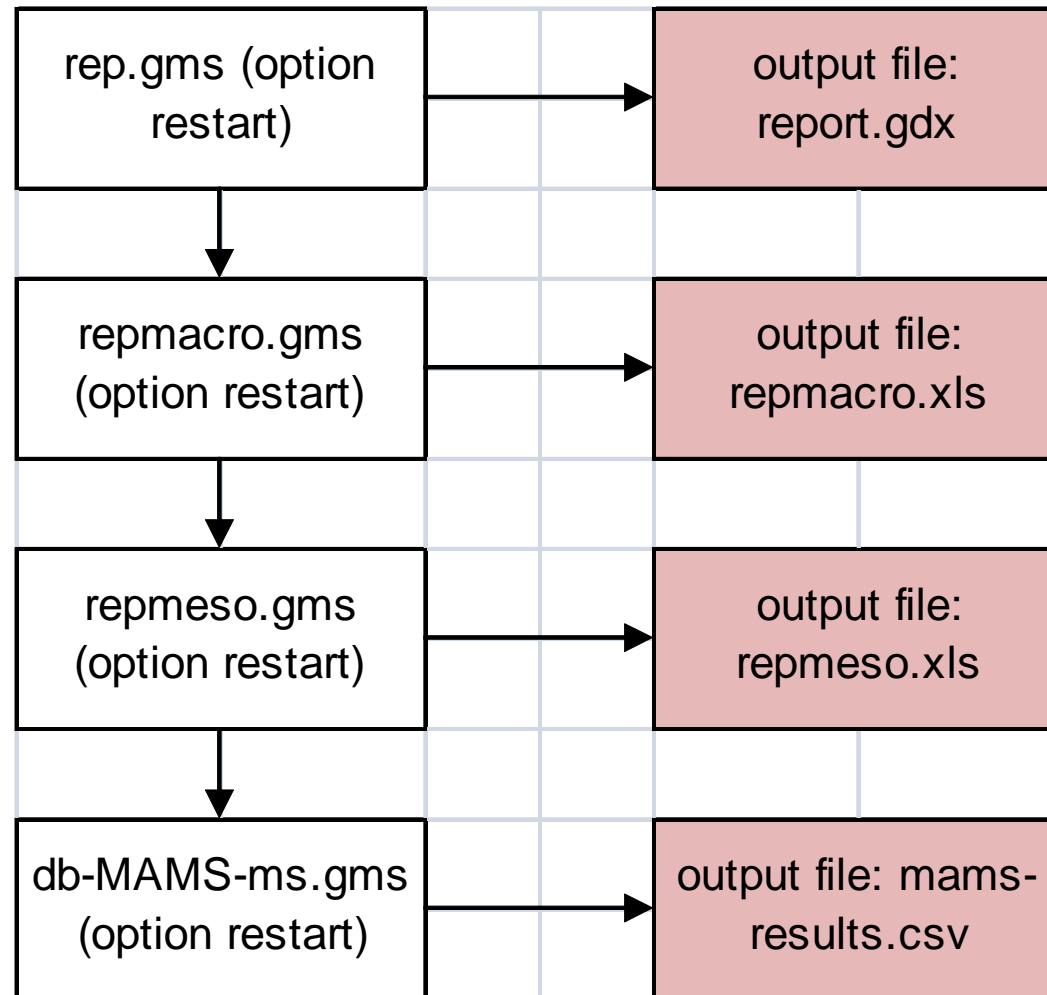 rep.gms (option
restart)
output file:
report.gdx
repmacro.gms
(option restart)
output file:
repmacro.xls
repmeso.gms
(option restart)
output file:
repmeso.xls
db-MAMS-ms.gms
(option restart)
output file: mams-
results.csv